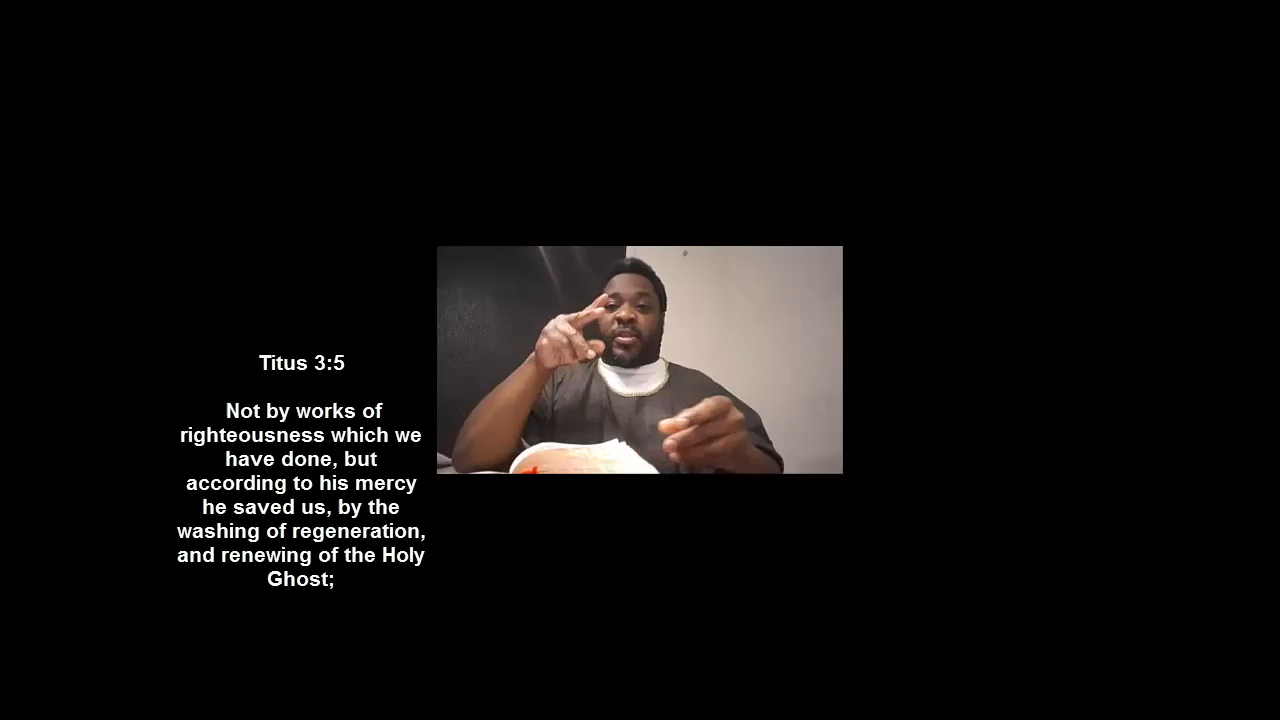 Titus 3:5
Not by works of
righteousness which we
have done, but
according to his mercy
he saved us, by the
washing of regeneration,
and renewing of the Holy
Ghost;